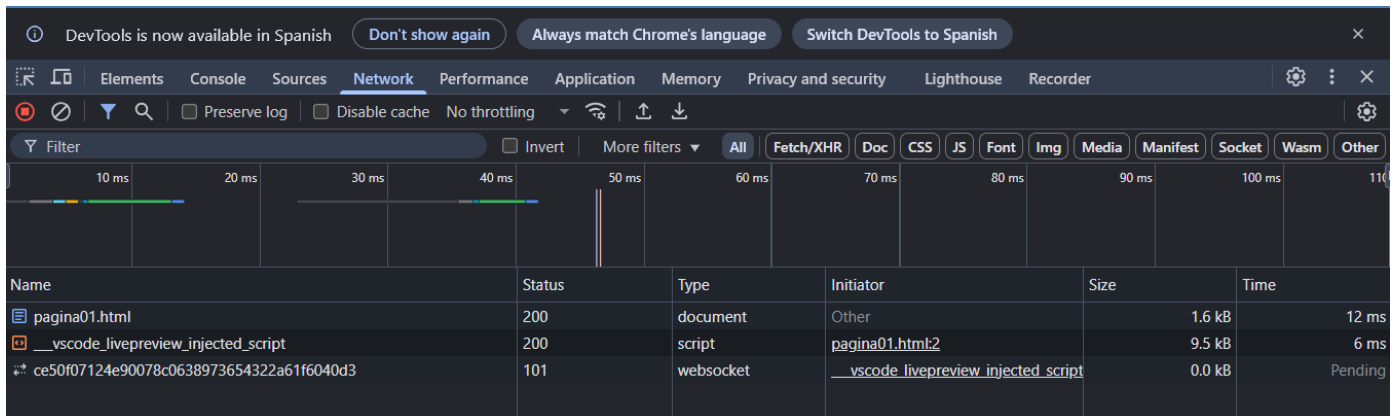 DevTools is now available in Spanish Don't show again Always match Chrome's language Switch DevTools to Spanish
Elements Console Sources Network Performance Application Memory Privacy and security Lighthouse Recorder
Preserve log Disable cache No throttling
Filter Invert More filters All Fetch/XHR Doc CSS JS Font Img Media Manifest Socket Wasm Other
10 ms 20 ms 30 ms 40 ms 50 ms 60 ms 70 ms 80 ms 90 ms 100 ms
Name Status Type Initiator Size Time
pagina01.html 200 document Other 1.6 kB 12 ms
___vscode_livepreview_injected_script 200 script pagina01.html:2 9.5 kB 6 ms
ce50f07124e90078c0638973654322a61f6040d3 101 websocket ___vscode_livepreview_injected_script 0.0 kB Pending